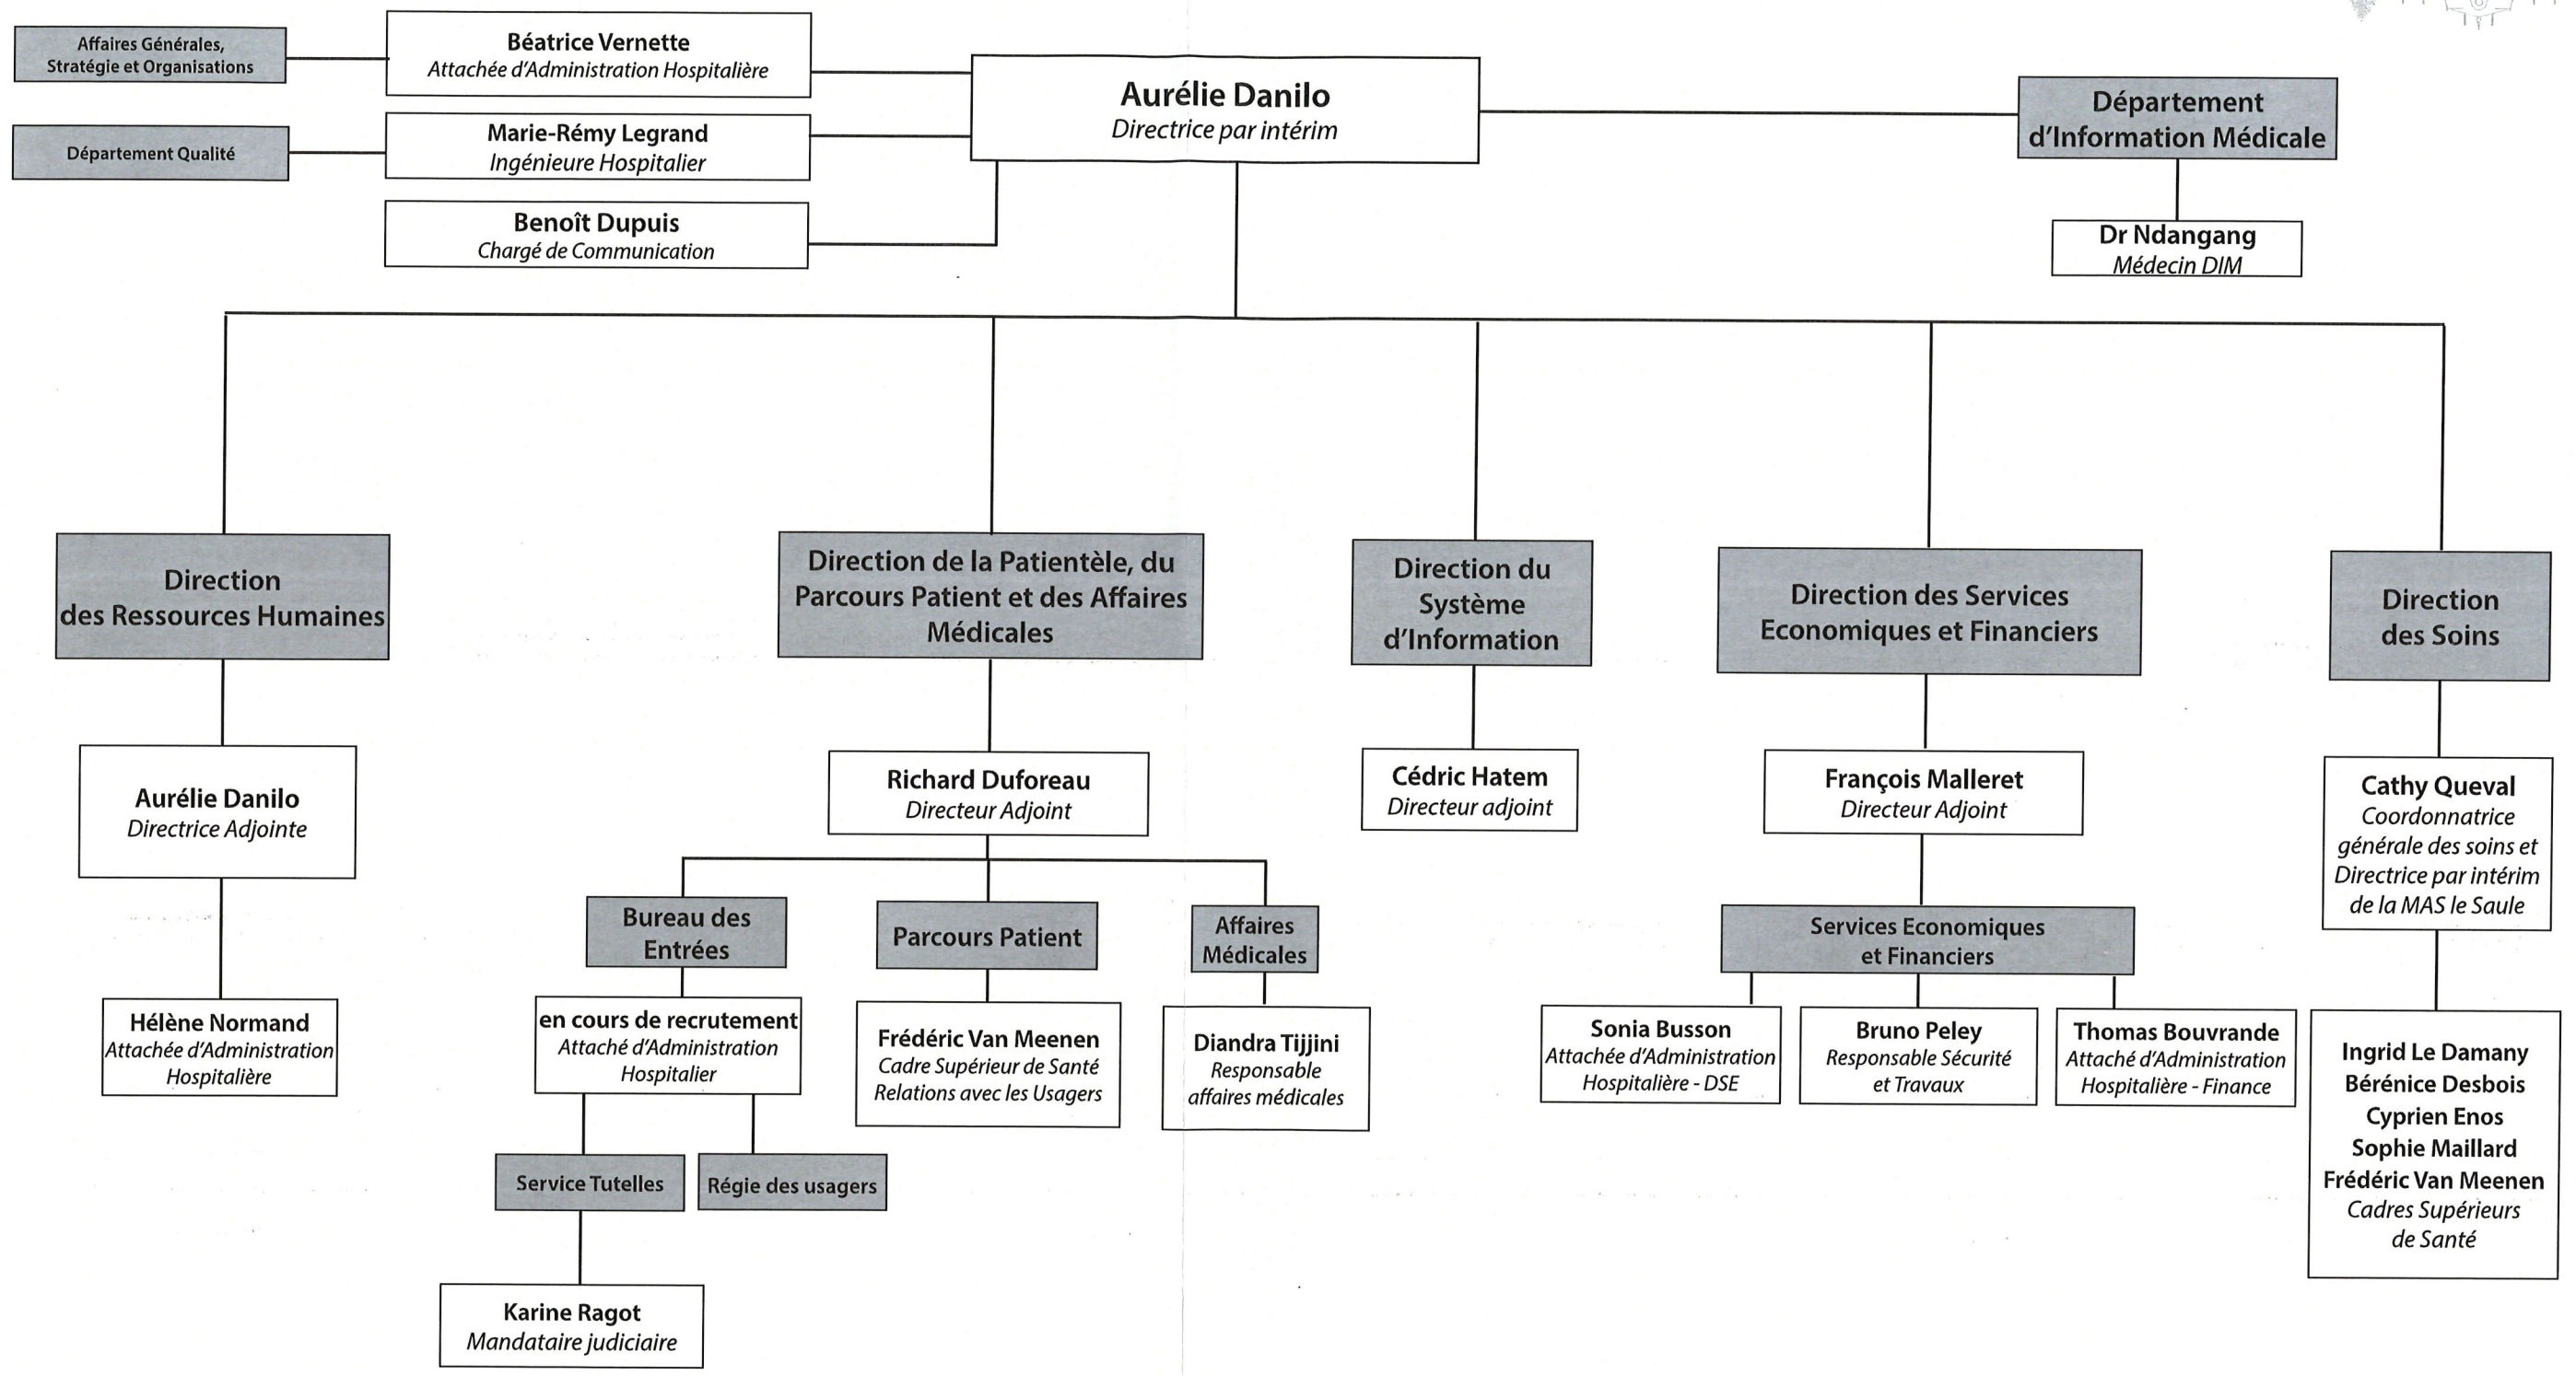 Affaires Générales,
Stratégie et Organisations
Béatrice Vernette
Attachée d'Administration Hospitalière
Aurélie Danilo
Directrice par intérim
Département
d'Information Médicale
Département Qualité
Marie-Rémy Legrand
Ingénieure Hospitalier
Benoît Dupuis
Chargé de Communication
Dr Ndangang
Médecin DIM
Direction
des Ressources Humaines
Direction de la Patientèle, du
Parcours Patient et des Affaires
Médicales
Direction du
Système
d'Information
Direction des Services
Economiques et Financiers
Direction
des Soins
Aurélie Danilo
Directrice Adjointe
Richard Duforeau
Directeur Adjoint
Cédric Hatem
Directeur adjoint
François Malleret
Directeur Adjoint
Cathy Queval
Coordonnatrice
générale des soins et
Directrice par intérim
de la MAS le Saule
Bureau des
Entrées
Parcours Patient
Affaires
Médicales
Services Economiques
et Financiers
Hélène Normand
Attachée d'Administration
Hospitalière
en cours de recrutement
Attaché d'Administration
Hospitalier
Frédéric Van Meenen
Cadre Supérieur de Santé
Relations avec les Usagers
Diandra Tijjini
Responsable
affaires médicales
Sonia Busson
Attachée d'Administration
Hospitalière - DSE
Bruno Peley
Responsable Sécurité
et Travaux
Thomas Bouvrande
Attaché d'Administration
Hospitalière - Finance
Ingrid Le Damany
Bérénice Desbois
Cyprien Enos
Sophie Maillard
Frédéric Van Meenen
Cadres Supérieurs
de Santé
Service Tutelles
Régie des usagers
Karine Ragot
Mandataire judiciaire